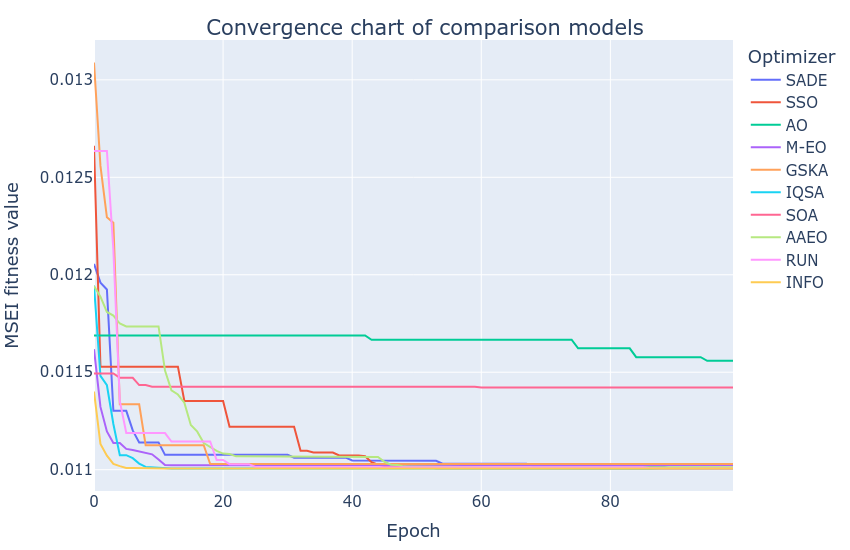 Convergence chart of comparison models
MSEI fitness value
0.013
0.0125
0.012
0.0115
0.011
0
20
40
60
80
Epoch
Optimizer
SADE
SSO
AO
M-EO
GSKA
IQSA
SOA
AAEO
RUN
INFO